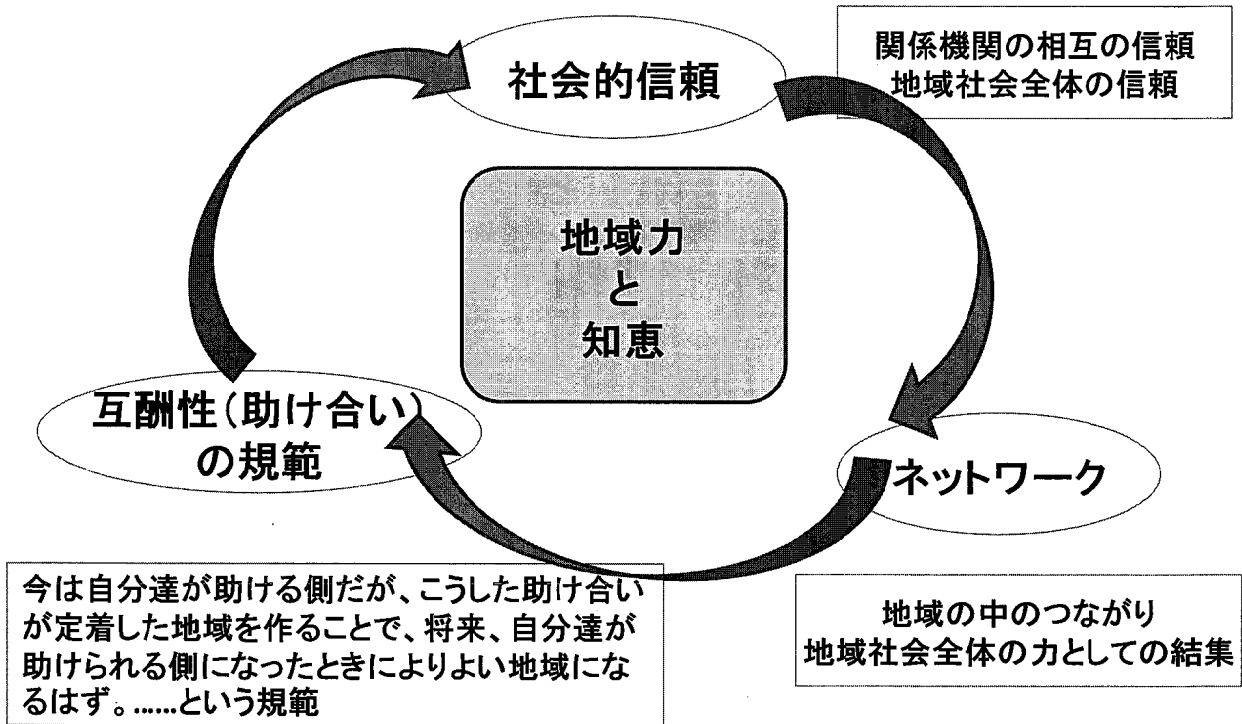 社会的信頼
関係機関の相互の信頼
地域社会全体の信頼
地域力
と
知恵
互酬性(助け合い)
の規範
ネットワーク
今は自分達が助ける側だが、こうした助け合い
が定着した地域を作ることで、将来、自分達が
助けられる側になったときによりよい地域にな
るはず。……という規範
地域の中のつながり
地域社会全体の力としての結集